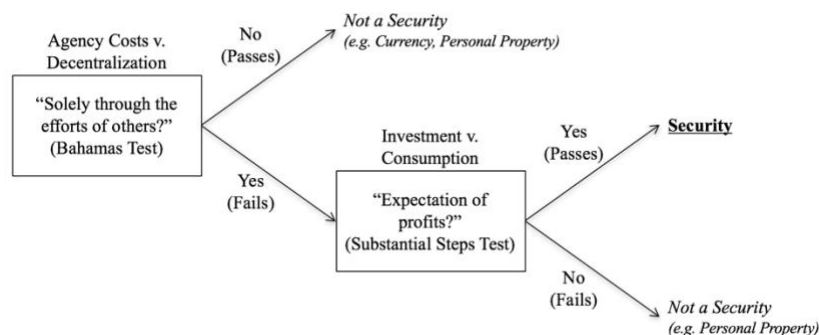 Agency Costs v.
Decentralization
“Solely through the
efforts of others?”
(Bahamas Test)
No
(Passes)
Not a Security
(e.g. Currency, Personal Property)
Yes
(Fails)
Investment v.
Consumption
“Expectation of
profits?”
(Substantial Steps Test)
Yes
(Passes)
Security
No
(Fails)
Not a Security
(e.g. Personal Property)